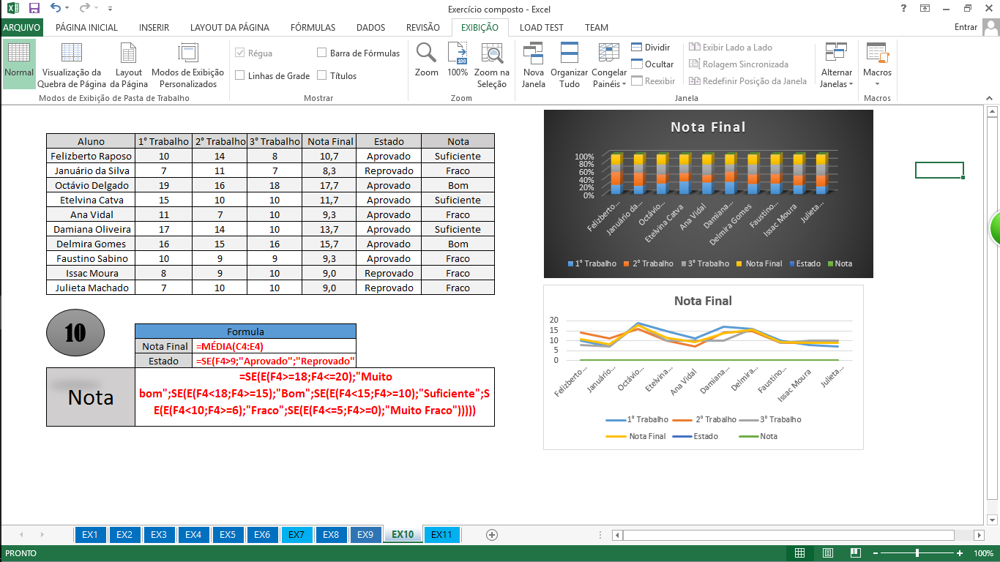 Exercício composto - Excel
ARQUIVO PÁGINA INICIAL INSERIR LAYOUT DA PÁGINA FÓRMULAS DADOS REVISÃO EXIBIÇÃO LOAD TEST TEAM Entrar
Normal
Visualização da Quebra de Página
Layout da Página
Modos de Exibição Personalizados
Modos de Exibição de Pasta de Trabalho
Régua
Barra de Fórmulas
Linhas de Grade
Títulos
Mostrar
Zoom
100
100%
Zoom na Seleção
Zoom
Nova Janela
Organizar Tudo
Congelar Painéis
Dividir
Ocultar
Reexibir
Exibir Lado a Lado
Rolagem Sincronizada
Redefinir Posição da Janela
Alternar Janelas
Janela
Macros
Macros
Aluno 1° Trabalho 2° Trabalho 3° Trabalho Nota Final Estado Nota
Felizberto Raposo 10 14 8 10,7 Aprovado Suficiente
Januário da Silva 7 11 7 8,3 Reprovado Fraco
Octávio Delgado 19 16 18 17,7 Aprovado Bom
Etelvina Catva 15 10 10 11,7 Aprovado Suficiente
Ana Vidal 11 7 10 9,3 Aprovado Fraco
Damiana Oliveira 17 14 10 13,7 Aprovado Suficiente
Delmira Gomes 16 15 16 15,7 Aprovado Bom
Faustino Sabino 10 9 9 9,3 Aprovado Fraco
Issac Moura 8 9 10 9,0 Reprovado Fraco
Julieta Machado 7 10 10 9,0 Reprovado Fraco
10
Formula
Nota Final =MÉDIA(C4:E4)
Estado =SE(F4>9;"Aprovado";"Reprovado"
Nota
=SE(E(F4>=18;F4<=20);"Muito
bom";SE(E(F4<18;F4>=15);"Bom";SE(E(F4<15;F4>=10);"Suficiente";S
E(E(F4<10;F4>=6);"Fraco";SE(E(F4<=5;F4>=0);"Muito Fraco")))))
Nota Final
100%
80%
60%
40%
20%
0%
Felizberto...
Januário da...
Octávio...
Etelvina Catva
Ana Vidal
Damiana...
Delmira Gomes
Faustino...
Issac Moura
Julieta...
1° Trabalho 2° Trabalho 3° Trabalho Nota Final Estado Nota
Nota Final
20
15
10
5
0
Felizberto...
Januário...
Octávio...
Etelvina...
Ana Vidal
Damiana...
Delmira...
Faustino...
Issac Moura
Julieta...
1° Trabalho 2° Trabalho 3° Trabalho
Nota Final Estado Nota
EX1 EX2 EX3 EX4 EX5 EX6 EX7 EX8 EX9 EX10 EX11
PRONTO
100%